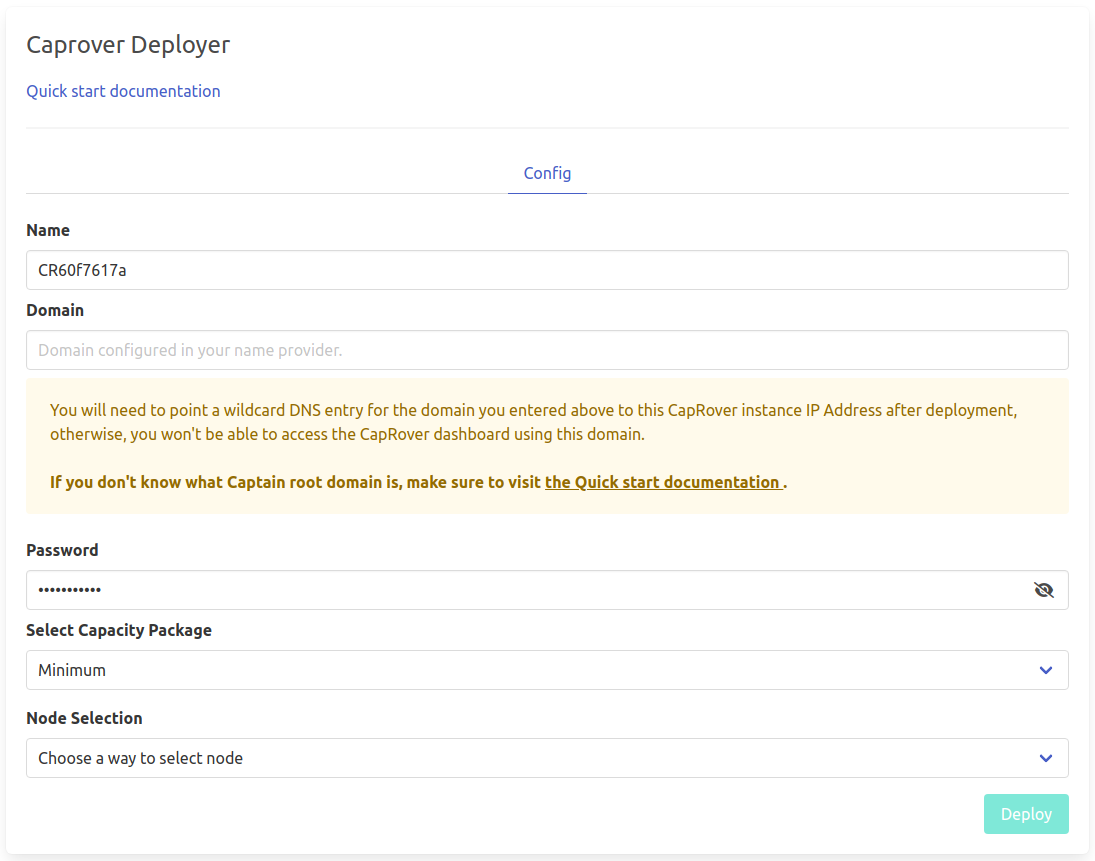 Caprover Deployer
Quick start documentation
Config
Name
CR60f7617a
Domain
Domain configured in your name provider.
You will need to point a wildcard DNS entry for the domain you entered above to this CapRover instance IP Address after deployment,
otherwise, you won't be able to access the CapRover dashboard using this domain.
If you don't know what Captain root domain is, make sure to visit the Quick start documentation .
Password
•••••••••••
Select Capacity Package
Minimum
Node Selection
Choose a way to select node
Deploy